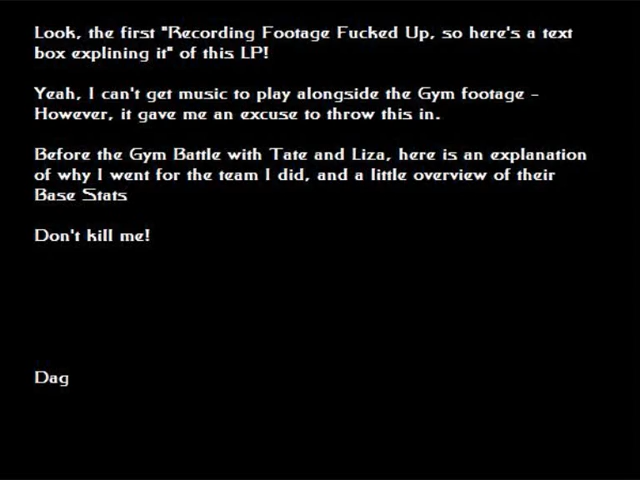 Look, the first "Recording Footage Fucked Up, so here's a text
box explining it" of this LP!
Yeah, I can't get music to play alongside the Gym footage -
However, it gave me an excuse to throw this in.
Before the Gym Battle with Tate and Liza, here is an explanation
of why I went for the team I did, and a little overview of their
Base Stats
Don't kill me!
Dag